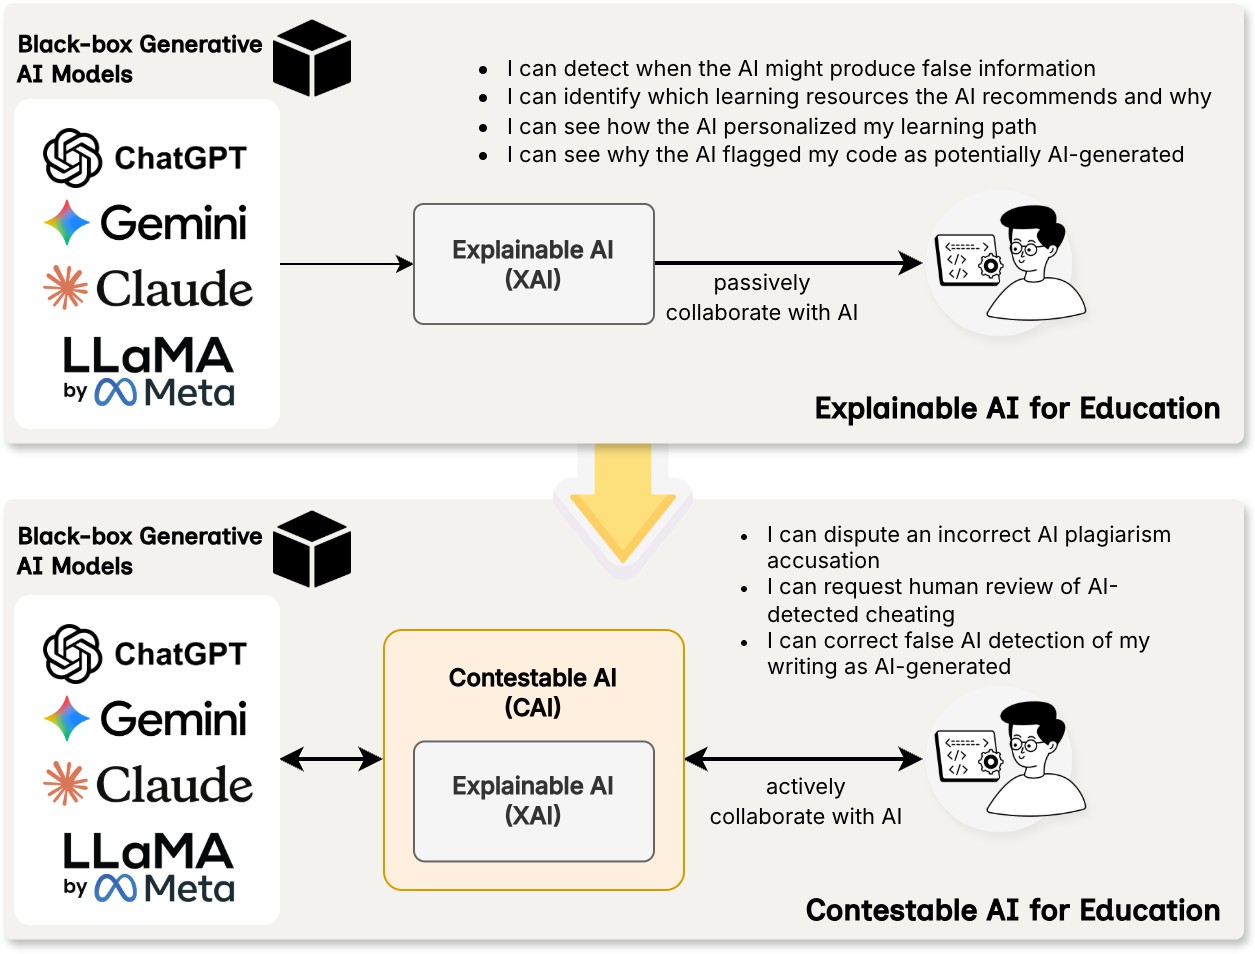 Black-box Generative
AI Models
ChatGPT
Gemini
Claude
LLaMA
by Meta
• I can detect when the AI might produce false information
• I can identify which learning resources the AI recommends and why
• I can see how the AI personalized my learning path
• I can see why the AI flagged my code as potentially AI-generated
Explainable AI
(XAI)
passively
collaborate with AI
<----->
</>
</>
Explainable AI for Education
Black-box Generative
AI Models
ChatGPT
Gemini
Claude
LLaMA
by Meta
• I can dispute an incorrect AI plagiarism
accusation
• I can request human review of AI-
detected cheating
• I can correct false AI detection of my
writing as AI-generated
Contestable AI
(CAI)
Explainable AI
(XAI)
actively
collaborate with AI
<----->
</>
</>
Contestable AI for Education